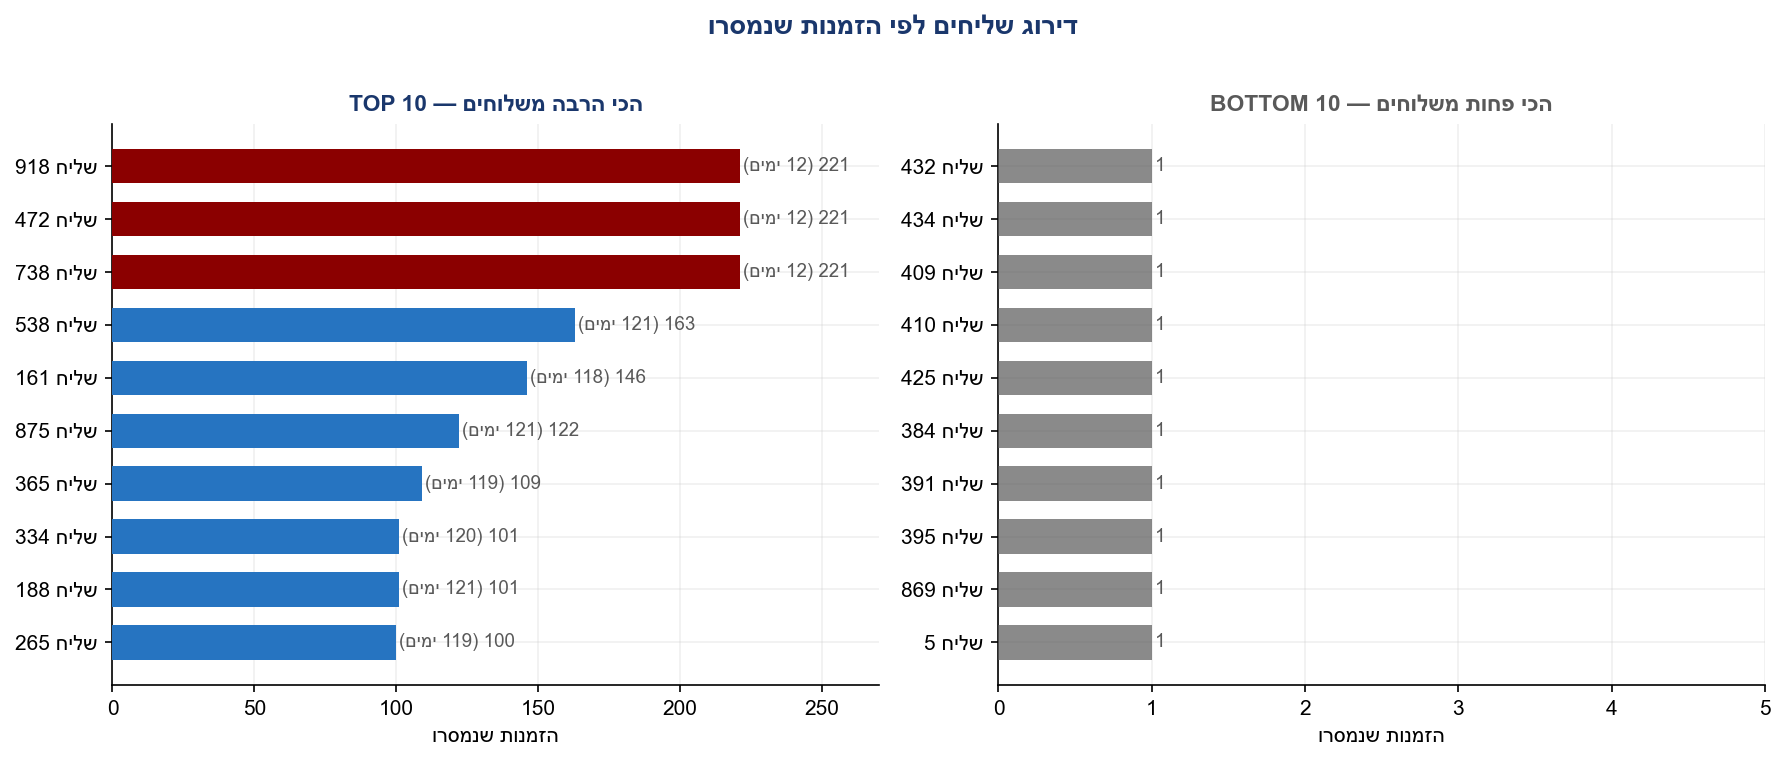 דירוג שליחים לפי הזמנות שנמסרו
הכי הרבה משלוחים — TOP 10
שליח 918
221 (12 ימים)
שליח 472
221 (12 ימים)
שליח 738
221 (12 ימים)
שליח 538
163 (121 ימים)
שליח 161
146 (118 ימים)
שליח 875
122 (121 ימים)
שליח 365
109 (119 ימים)
שליח 334
101 (120 ימים)
שליח 188
101 (121 ימים)
שליח 265
100 (119 ימים)
0 50 100 150 200 250
הזמנות שנמסרו
הכי פחות משלוחים — BOTTOM 10
שליח 432
1
שליח 434
1
שליח 409
1
שליח 410
1
שליח 425
1
שליח 384
1
שליח 391
1
שליח 395
1
שליח 869
1
שליח 5
1
0 1 2 3 4 5
הזמנות שנמסרו